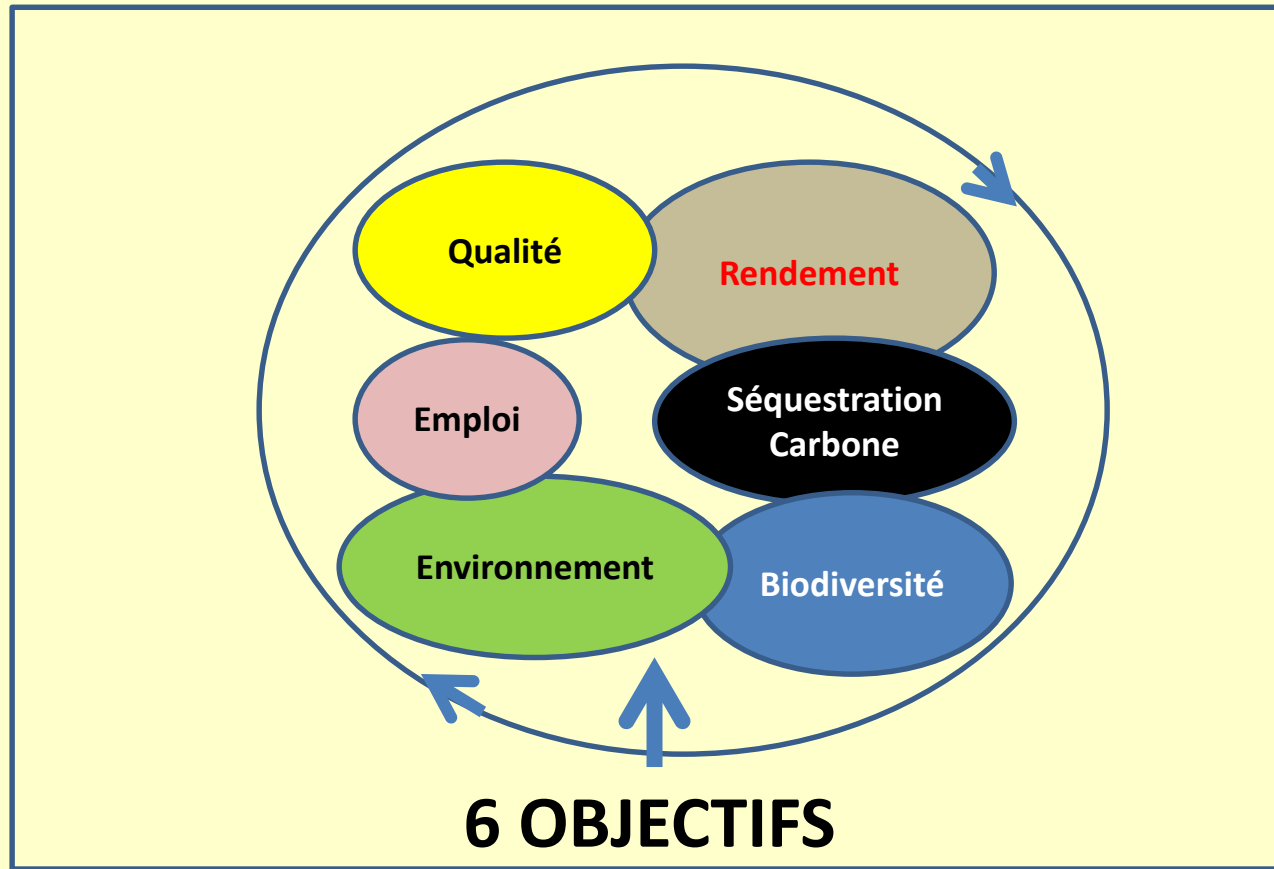 Qualité
Rendement
Emploi
Séquestration
Carbone
Environnement
Biodiversité
6 OBJECTIFS